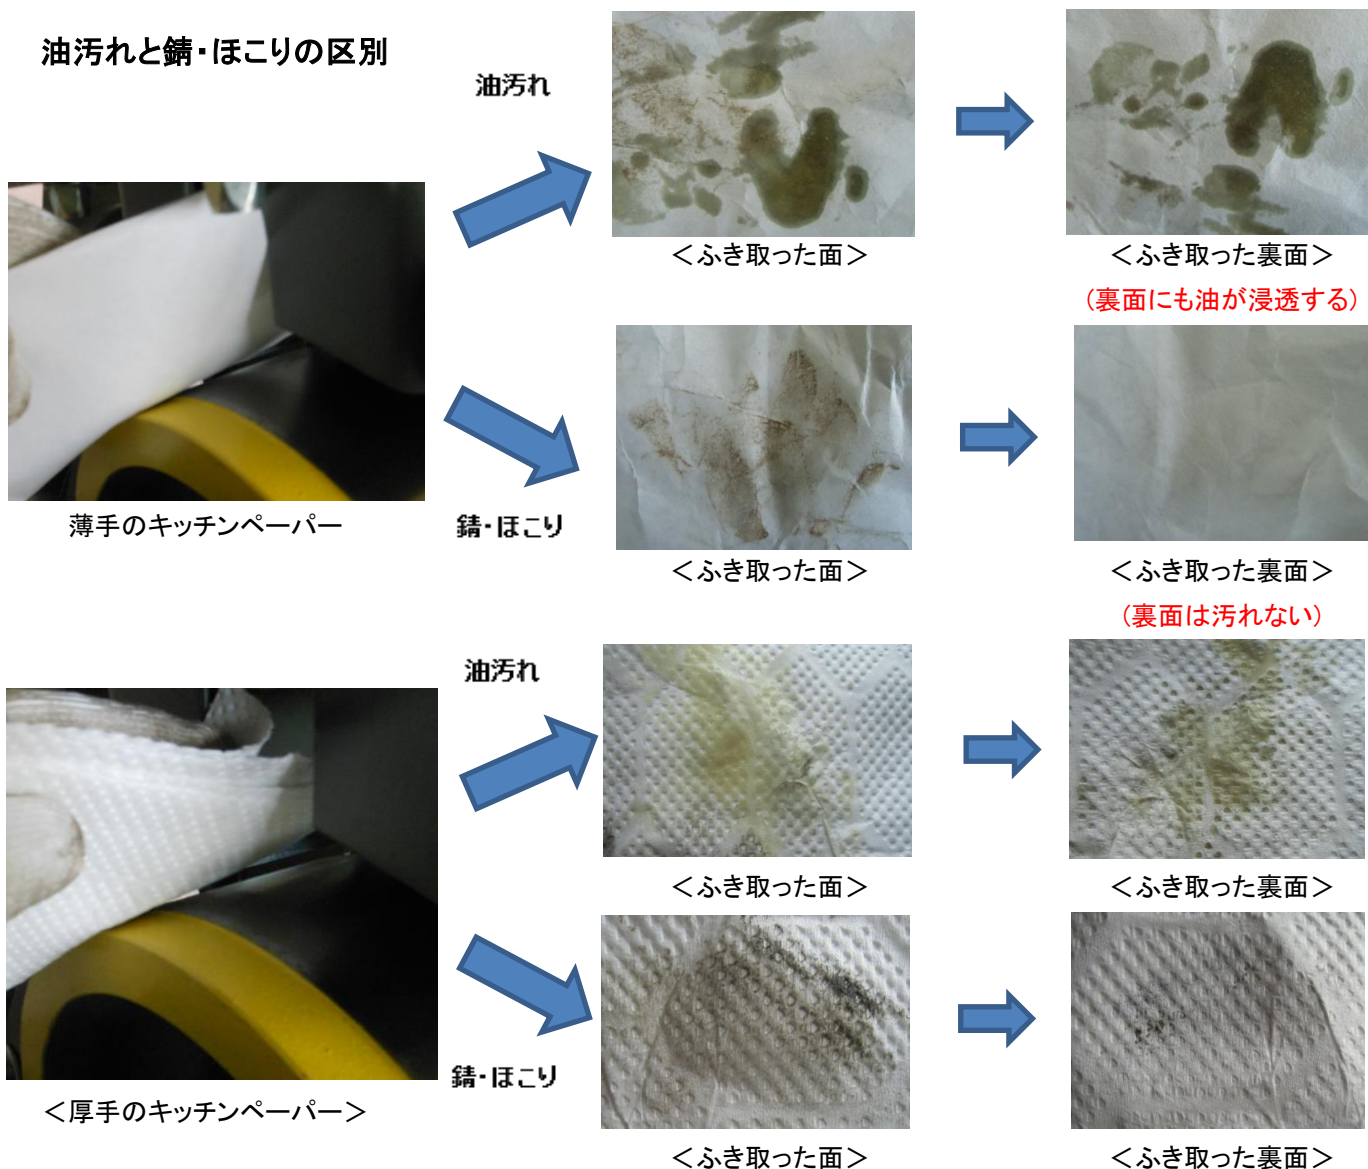 油汚れと錆・ほこりの区別
油汚れ
＜ふき取った面＞
＜ふき取った裏面＞
(裏面にも油が浸透する)
薄手のキッチンペーパー
錆・ほこり
＜ふき取った面＞
＜ふき取った裏面＞
(裏面は汚れない)
油汚れ
＜ふき取った面＞
＜ふき取った裏面＞
錆・ほこり
＜厚手のキッチンペーパー＞
＜ふき取った面＞
＜ふき取った裏面＞